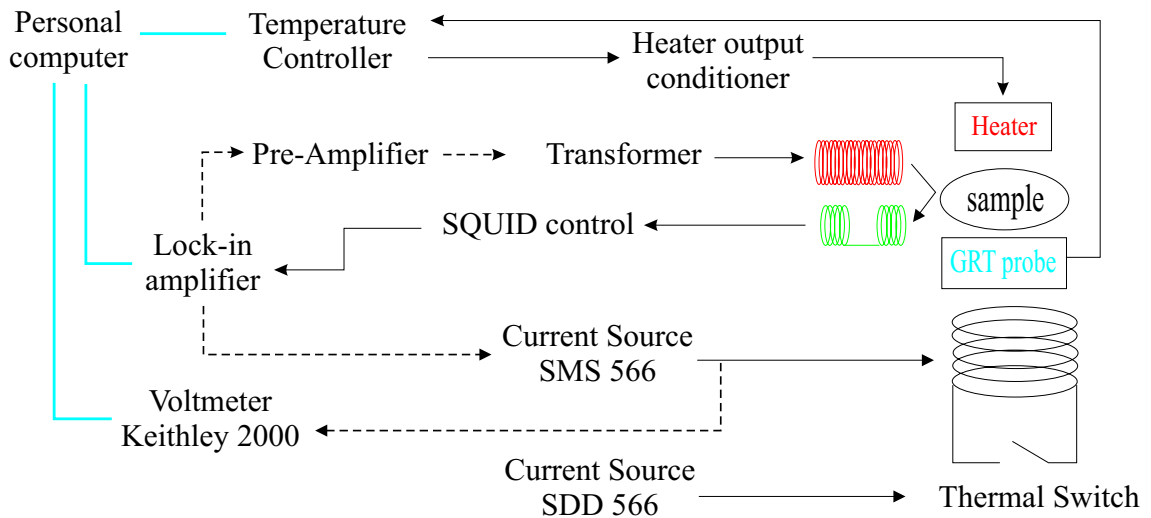 Personal
computer
Temperature
Controller
Heater output
conditioner
Heater
Pre-Amplifier
Transformer
sample
SQUID control
GRT probe
Lock-in
amplifier
Current Source
SMS 566
Voltmeter
Keithley 2000
Current Source
SDD 566
Thermal Switch